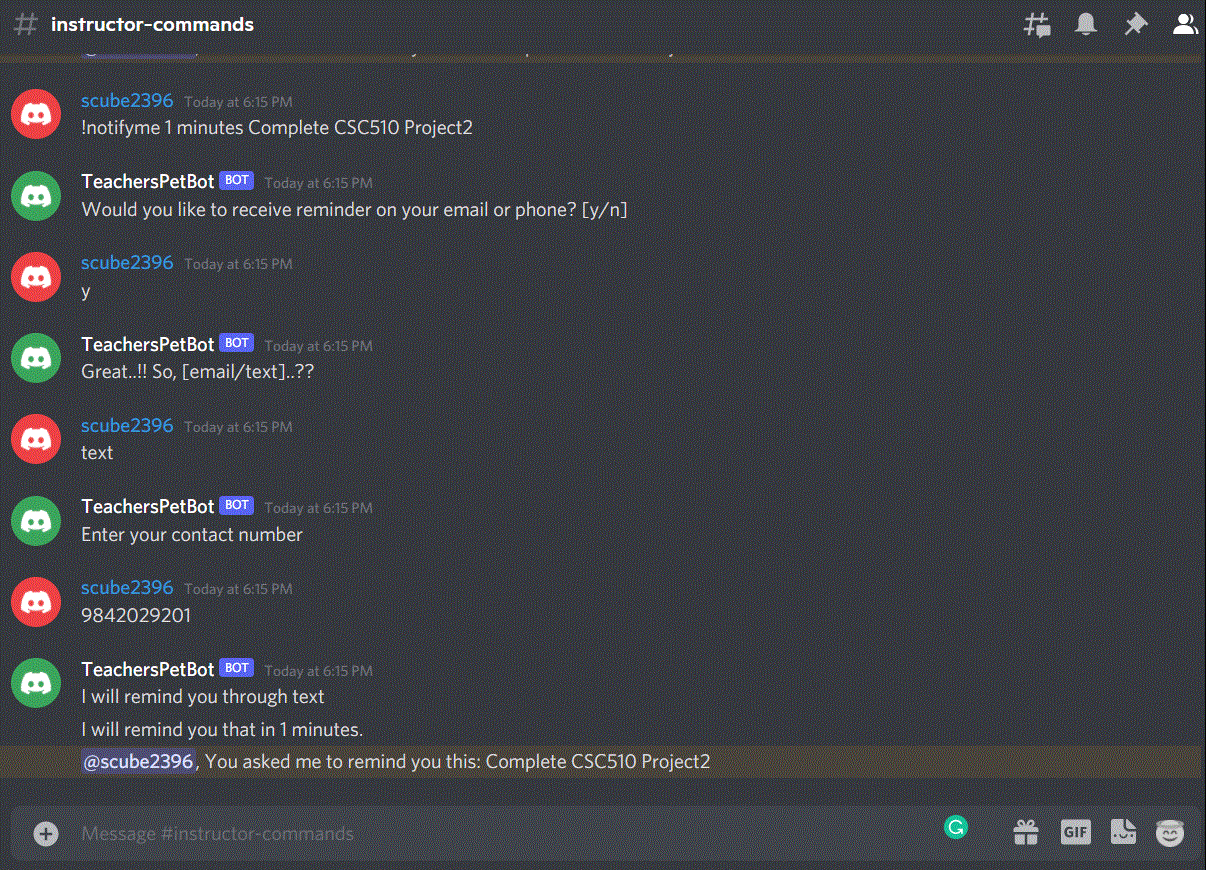 instructor-commands
scube2396 Today at 6:15 PM
!notifyme 1 minutes Complete CSC510 Project2
TeachersPetBot BOT Today at 6:15 PM
Would you like to receive reminder on your email or phone? [y/n]
scube2396 Today at 6:15 PM
y
TeachersPetBot BOT Today at 6:15 PM
Great..!! So, [email/text]..??
scube2396 Today at 6:15 PM
text
TeachersPetBot BOT Today at 6:15 PM
Enter your contact number
scube2396 Today at 6:15 PM
9842029201
TeachersPetBot BOT Today at 6:15 PM
I will remind you through text
I will remind you that in 1 minutes.
@scube2396, You asked me to remind you this: Complete CSC510 Project2
Message #instructor-commands
GIF